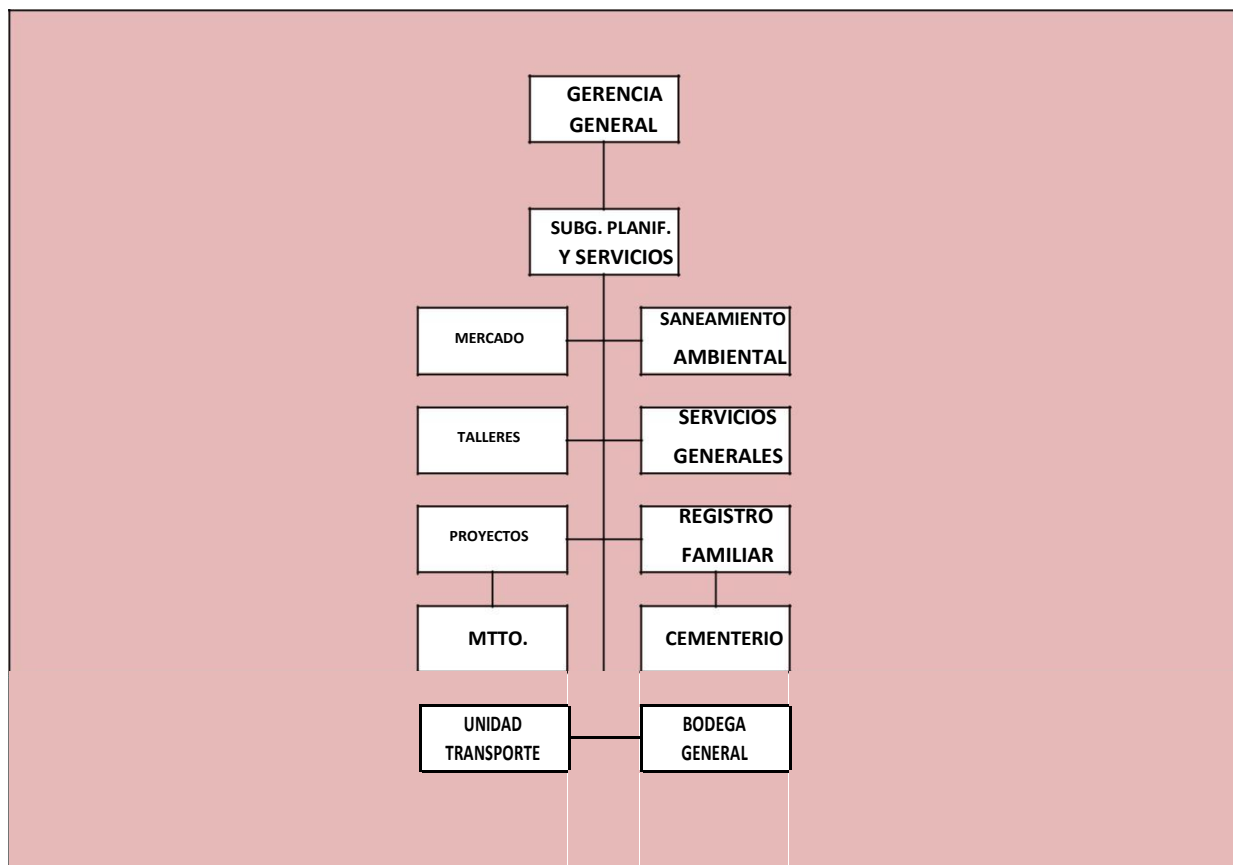 GERENCIA
GENERAL
SUBG. PLANIF.
Y SERVICIOS
MERCADO
SANEAMIENTO
AMBIENTAL
TALLERES
SERVICIOS
GENERALES
PROYECTOS
REGISTRO
FAMILIAR
MTTO.
CEMENTERIO
UNIDAD
TRANSPORTE
BODEGA
GENERAL